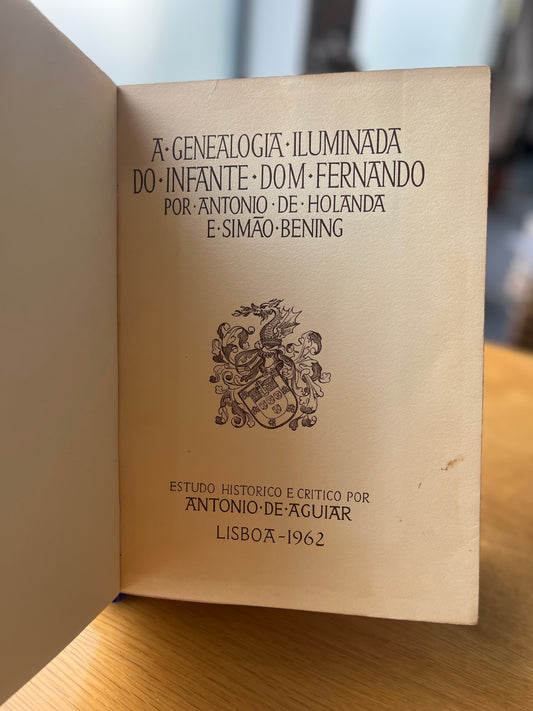 A·GENEALOGIA·ILUMINADA
DO·INFANTE·DOM·FERNANDO
POR·ANTONIO·DE·HOLANDA
E·SIMÃO·BENING
ESTUDO HISTORICO E CRITICO POR
ANTONIO·DE·AGUIAR
LISBOA-1962